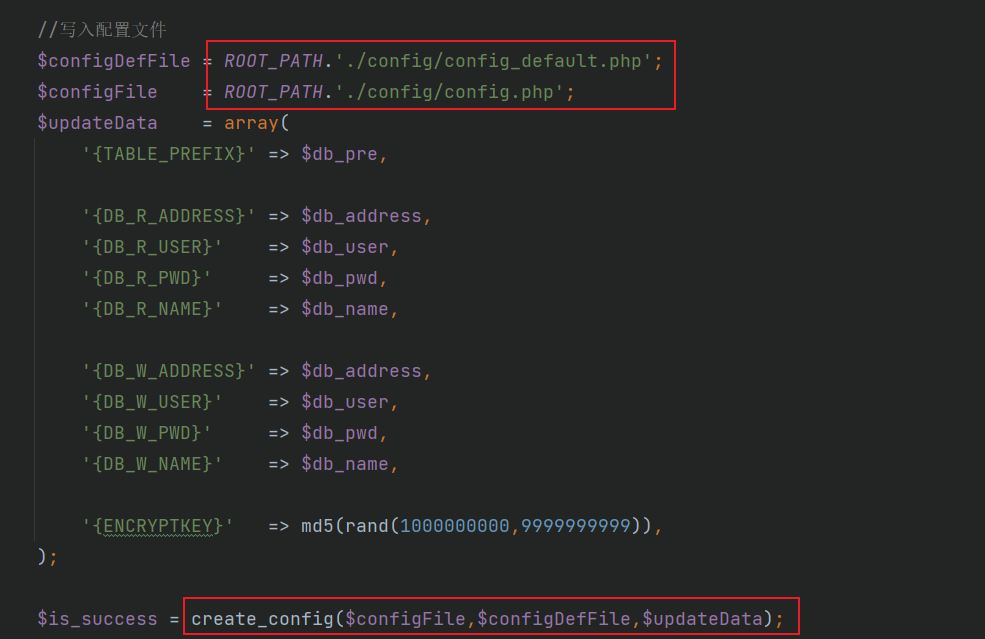 //写入配置文件
$configDefFile = ROOT_PATH.'./config/config_default.php';
$configFile    = ROOT_PATH.'./config/config.php';
$updateData    = array(
    '{TABLE_PREFIX}' => $db_pre,
    '{DB_R_ADDRESS}' => $db_address,
    '{DB_R_USER}'    => $db_user,
    '{DB_R_PWD}'     => $db_pwd,
    '{DB_R_NAME}'    => $db_name,
    '{DB_W_ADDRESS}' => $db_address,
    '{DB_W_USER}'    => $db_user,
    '{DB_W_PWD}'     => $db_pwd,
    '{DB_W_NAME}'    => $db_name,
    '{ENCRYPTKEY}'   => md5(rand(1000000000,9999999999)),
);
$is_success = create_config($configFile,$configDefFile,$updateData);